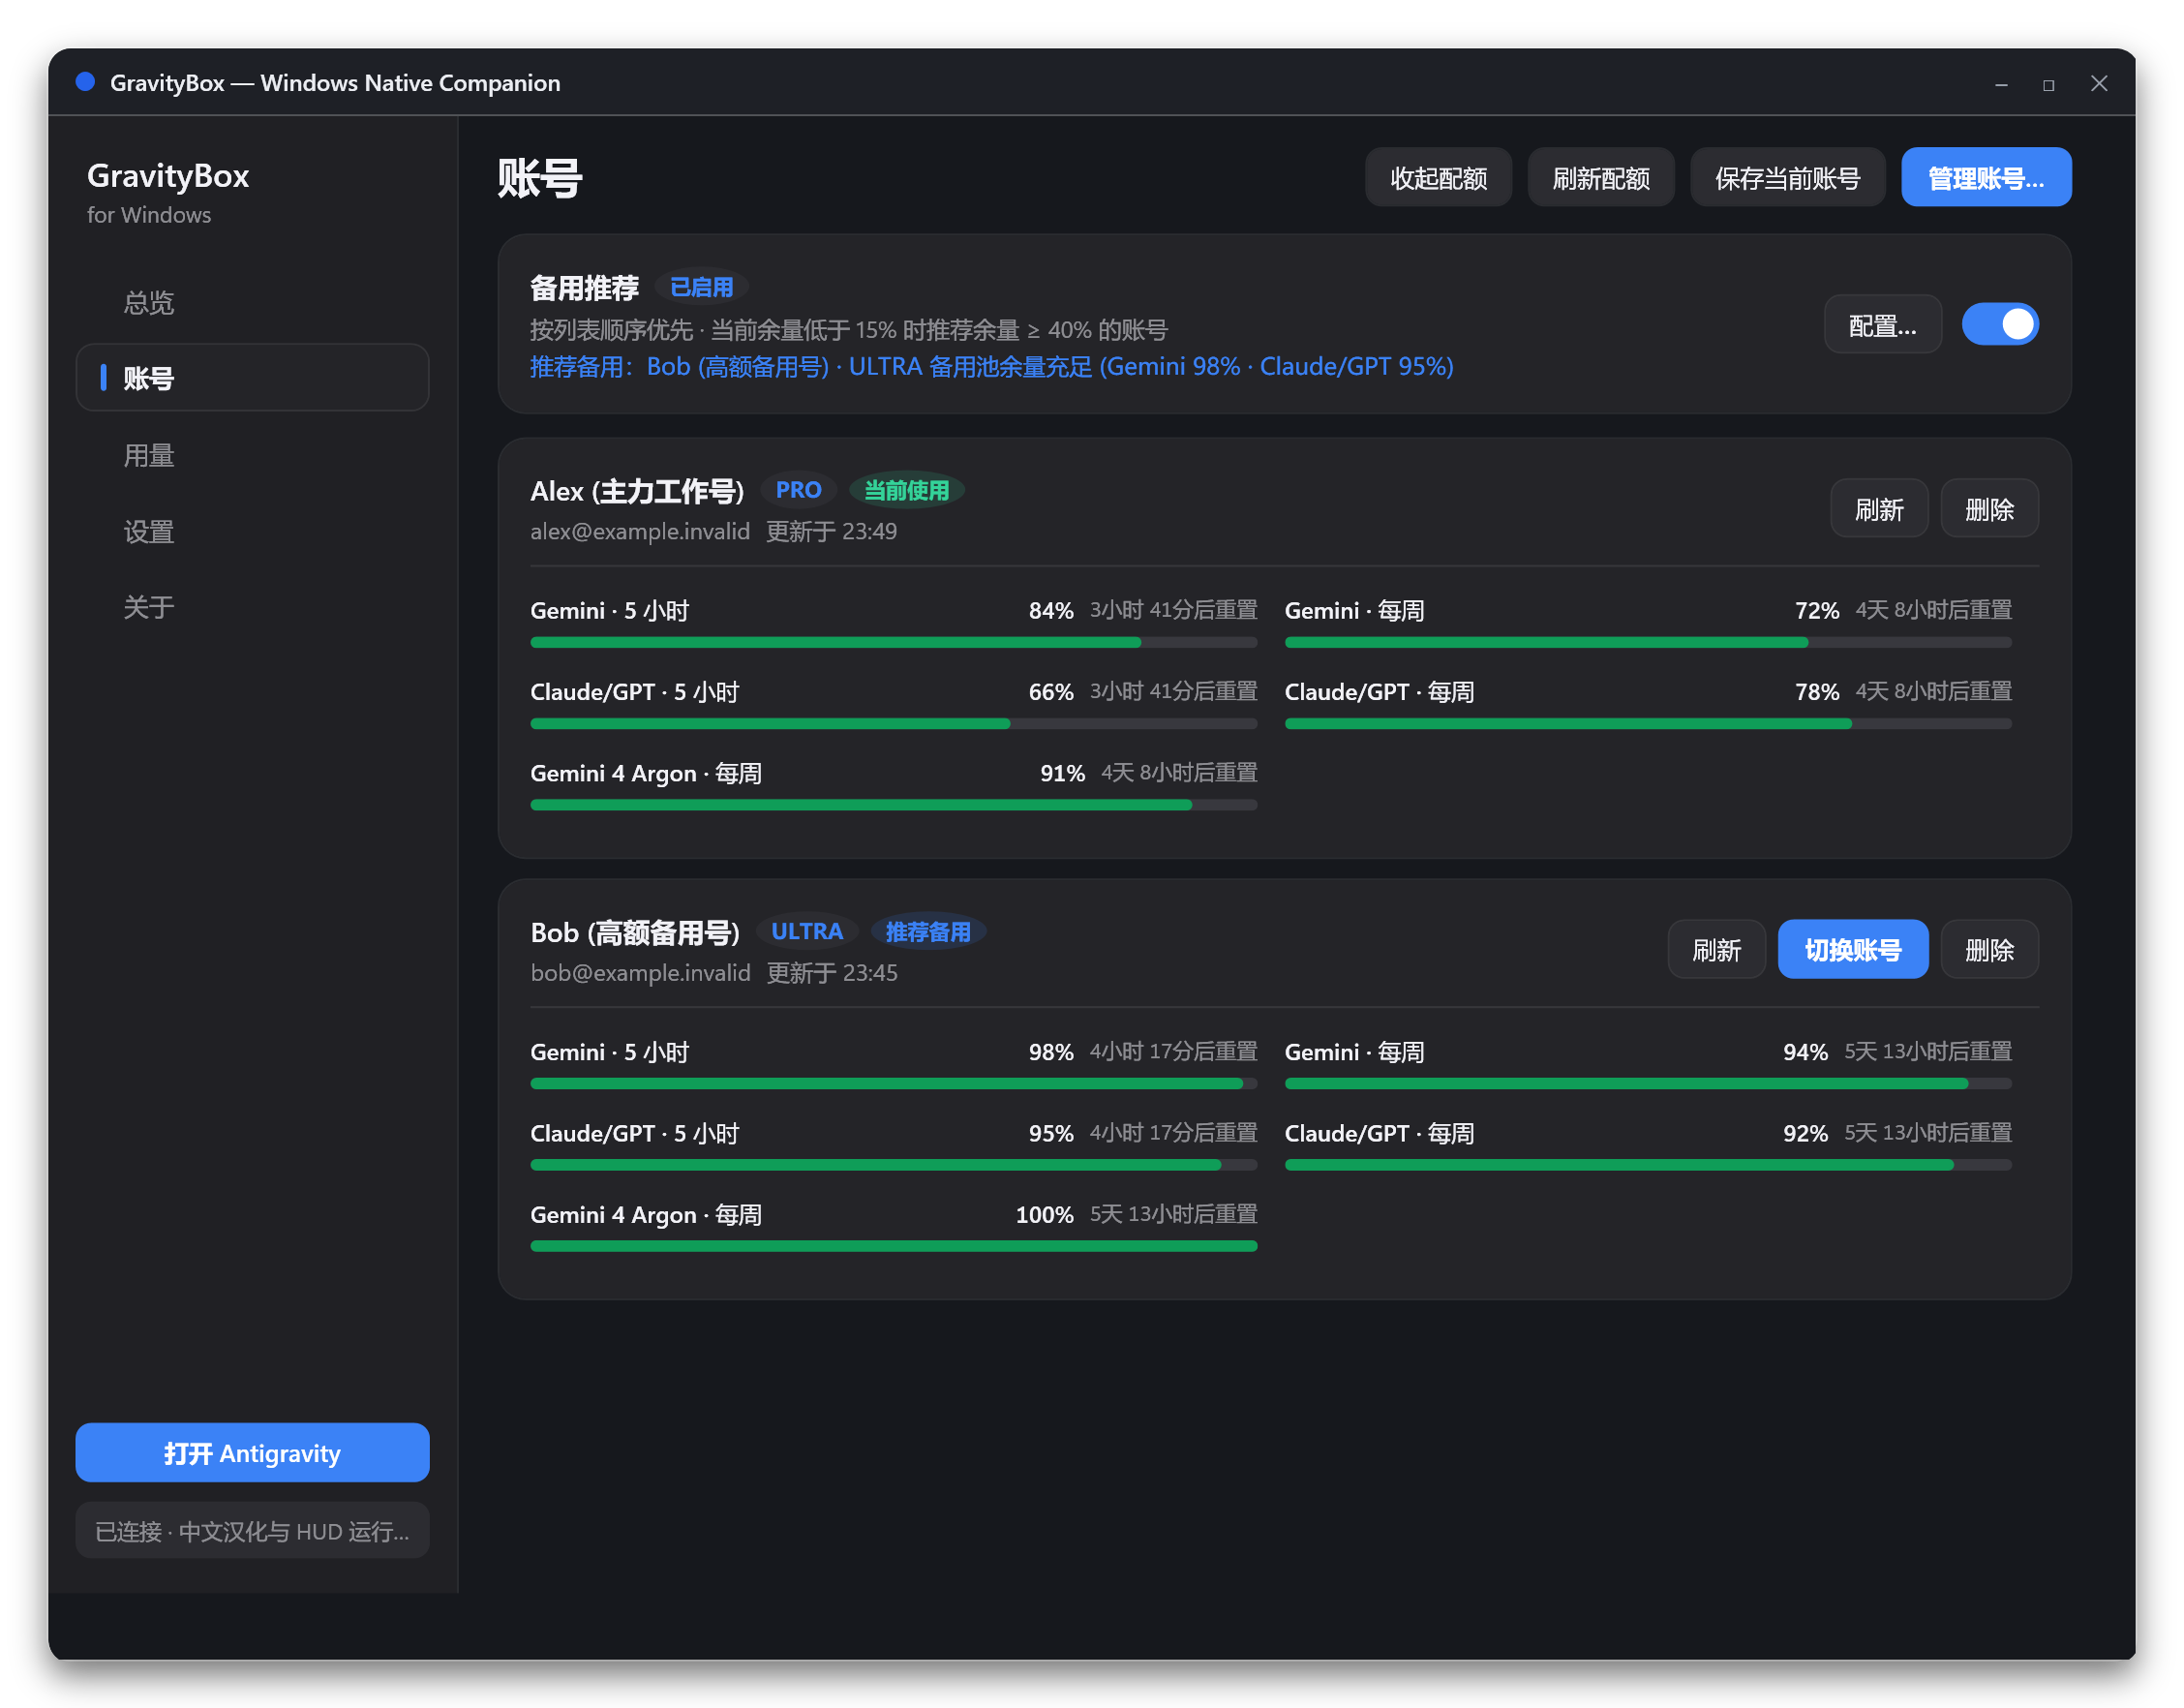 GravityBox — Windows Native Companion
GravityBox
for Windows
总览
账号
用量
设置
关于
打开 Antigravity
已连接 · 中文汉化与 HUD 运行...
账号
收起配额
刷新配额
保存当前账号
管理账号...
备用推荐 已启用
按列表顺序优先 · 当前余量低于 15% 时推荐余量 ≥ 40% 的账号
推荐备用：Bob (高额备用号) · ULTRA 备用池余量充足 (Gemini 98% · Claude/GPT 95%)
配置...
Alex (主力工作号) PRO 当前使用
alex@example.invalid 更新于 23:49
刷新
删除
Gemini · 5 小时 84% 3小时 41分后重置
Gemini · 每周 72% 4天 8小时后重置
Claude/GPT · 5 小时 66% 3小时 41分后重置
Claude/GPT · 每周 78% 4天 8小时后重置
Gemini 4 Argon · 每周 91% 4天 8小时后重置
Bob (高额备用号) ULTRA 推荐备用
bob@example.invalid 更新于 23:45
刷新
切换账号
删除
Gemini · 5 小时 98% 4小时 17分后重置
Gemini · 每周 94% 5天 13小时后重置
Claude/GPT · 5 小时 95% 4小时 17分后重置
Claude/GPT · 每周 92% 5天 13小时后重置
Gemini 4 Argon · 每周 100% 5天 13小时后重置